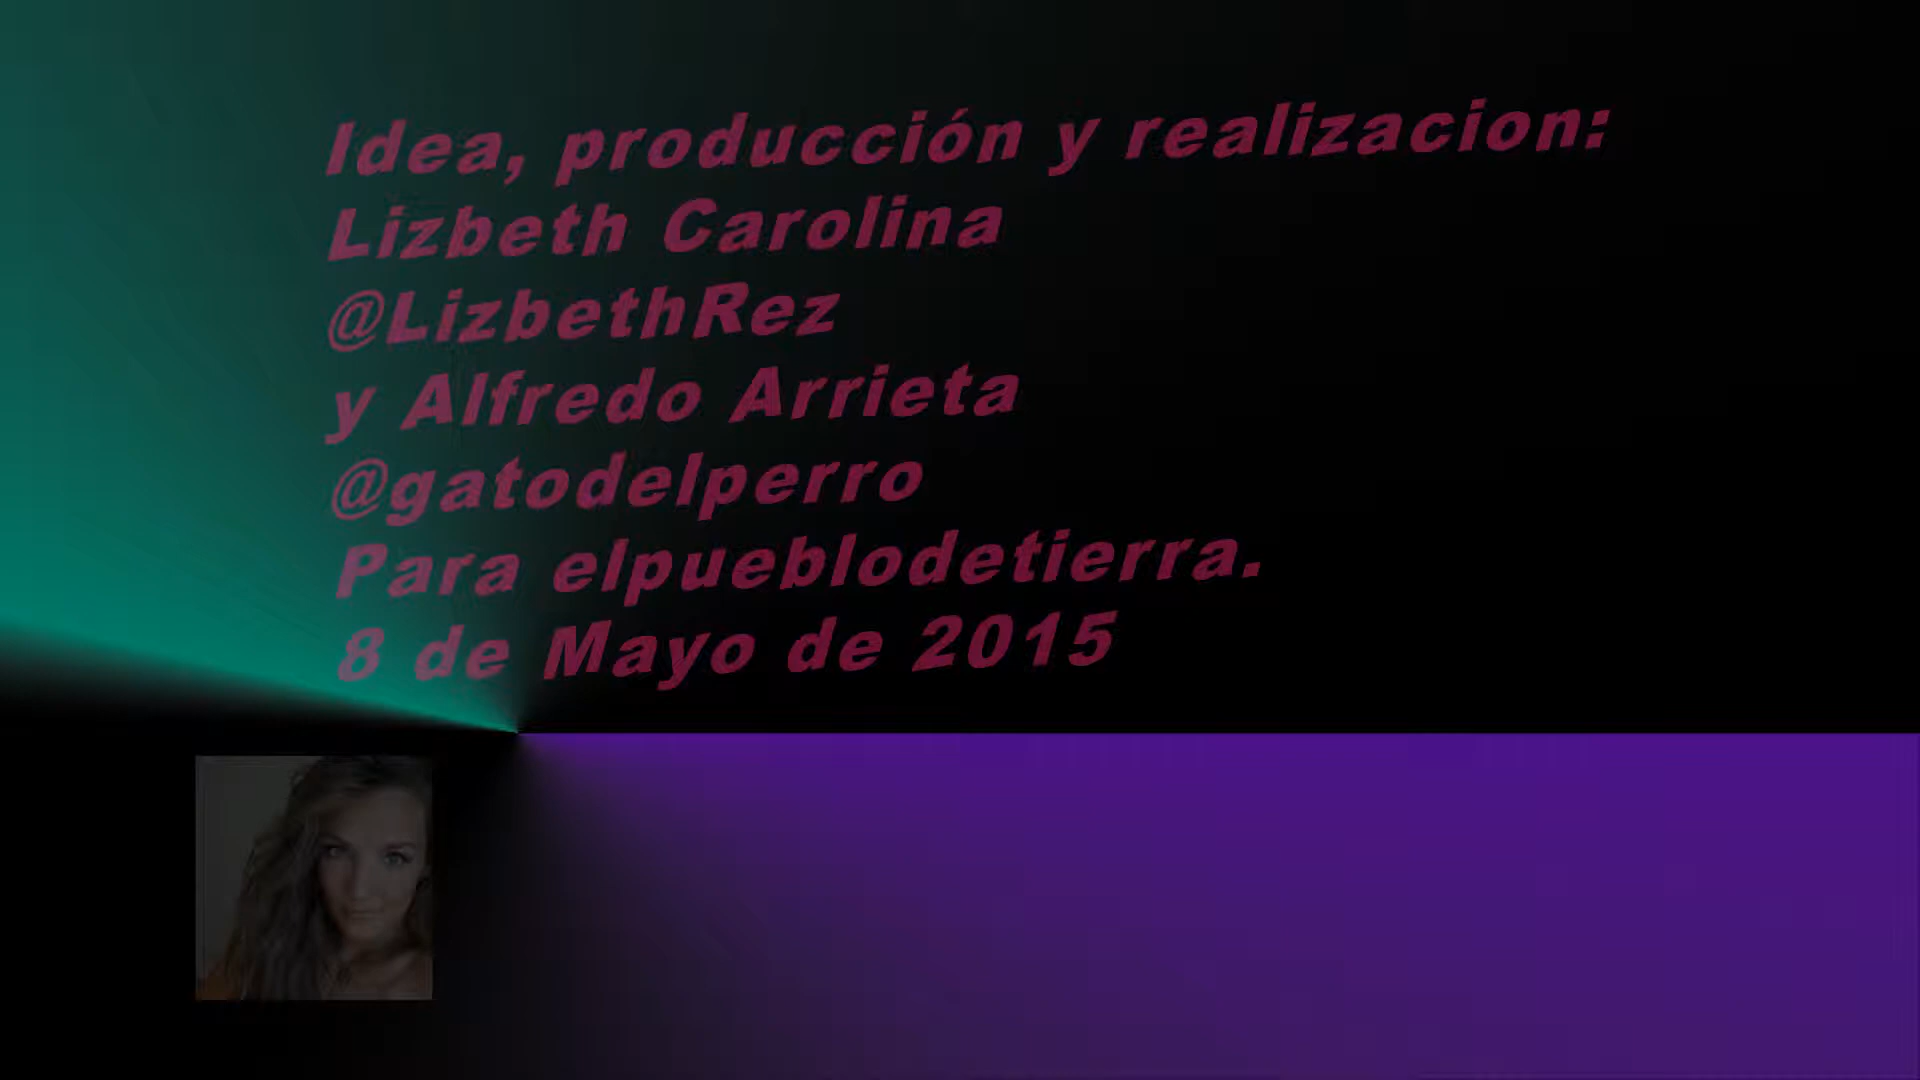 Idea, producción y realizacion:
Lizbeth Carolina
@LizbethRez
y Alfredo Arrieta
@gatodelperro
Para elpueblodetierra.
8 de Mayo de 2015